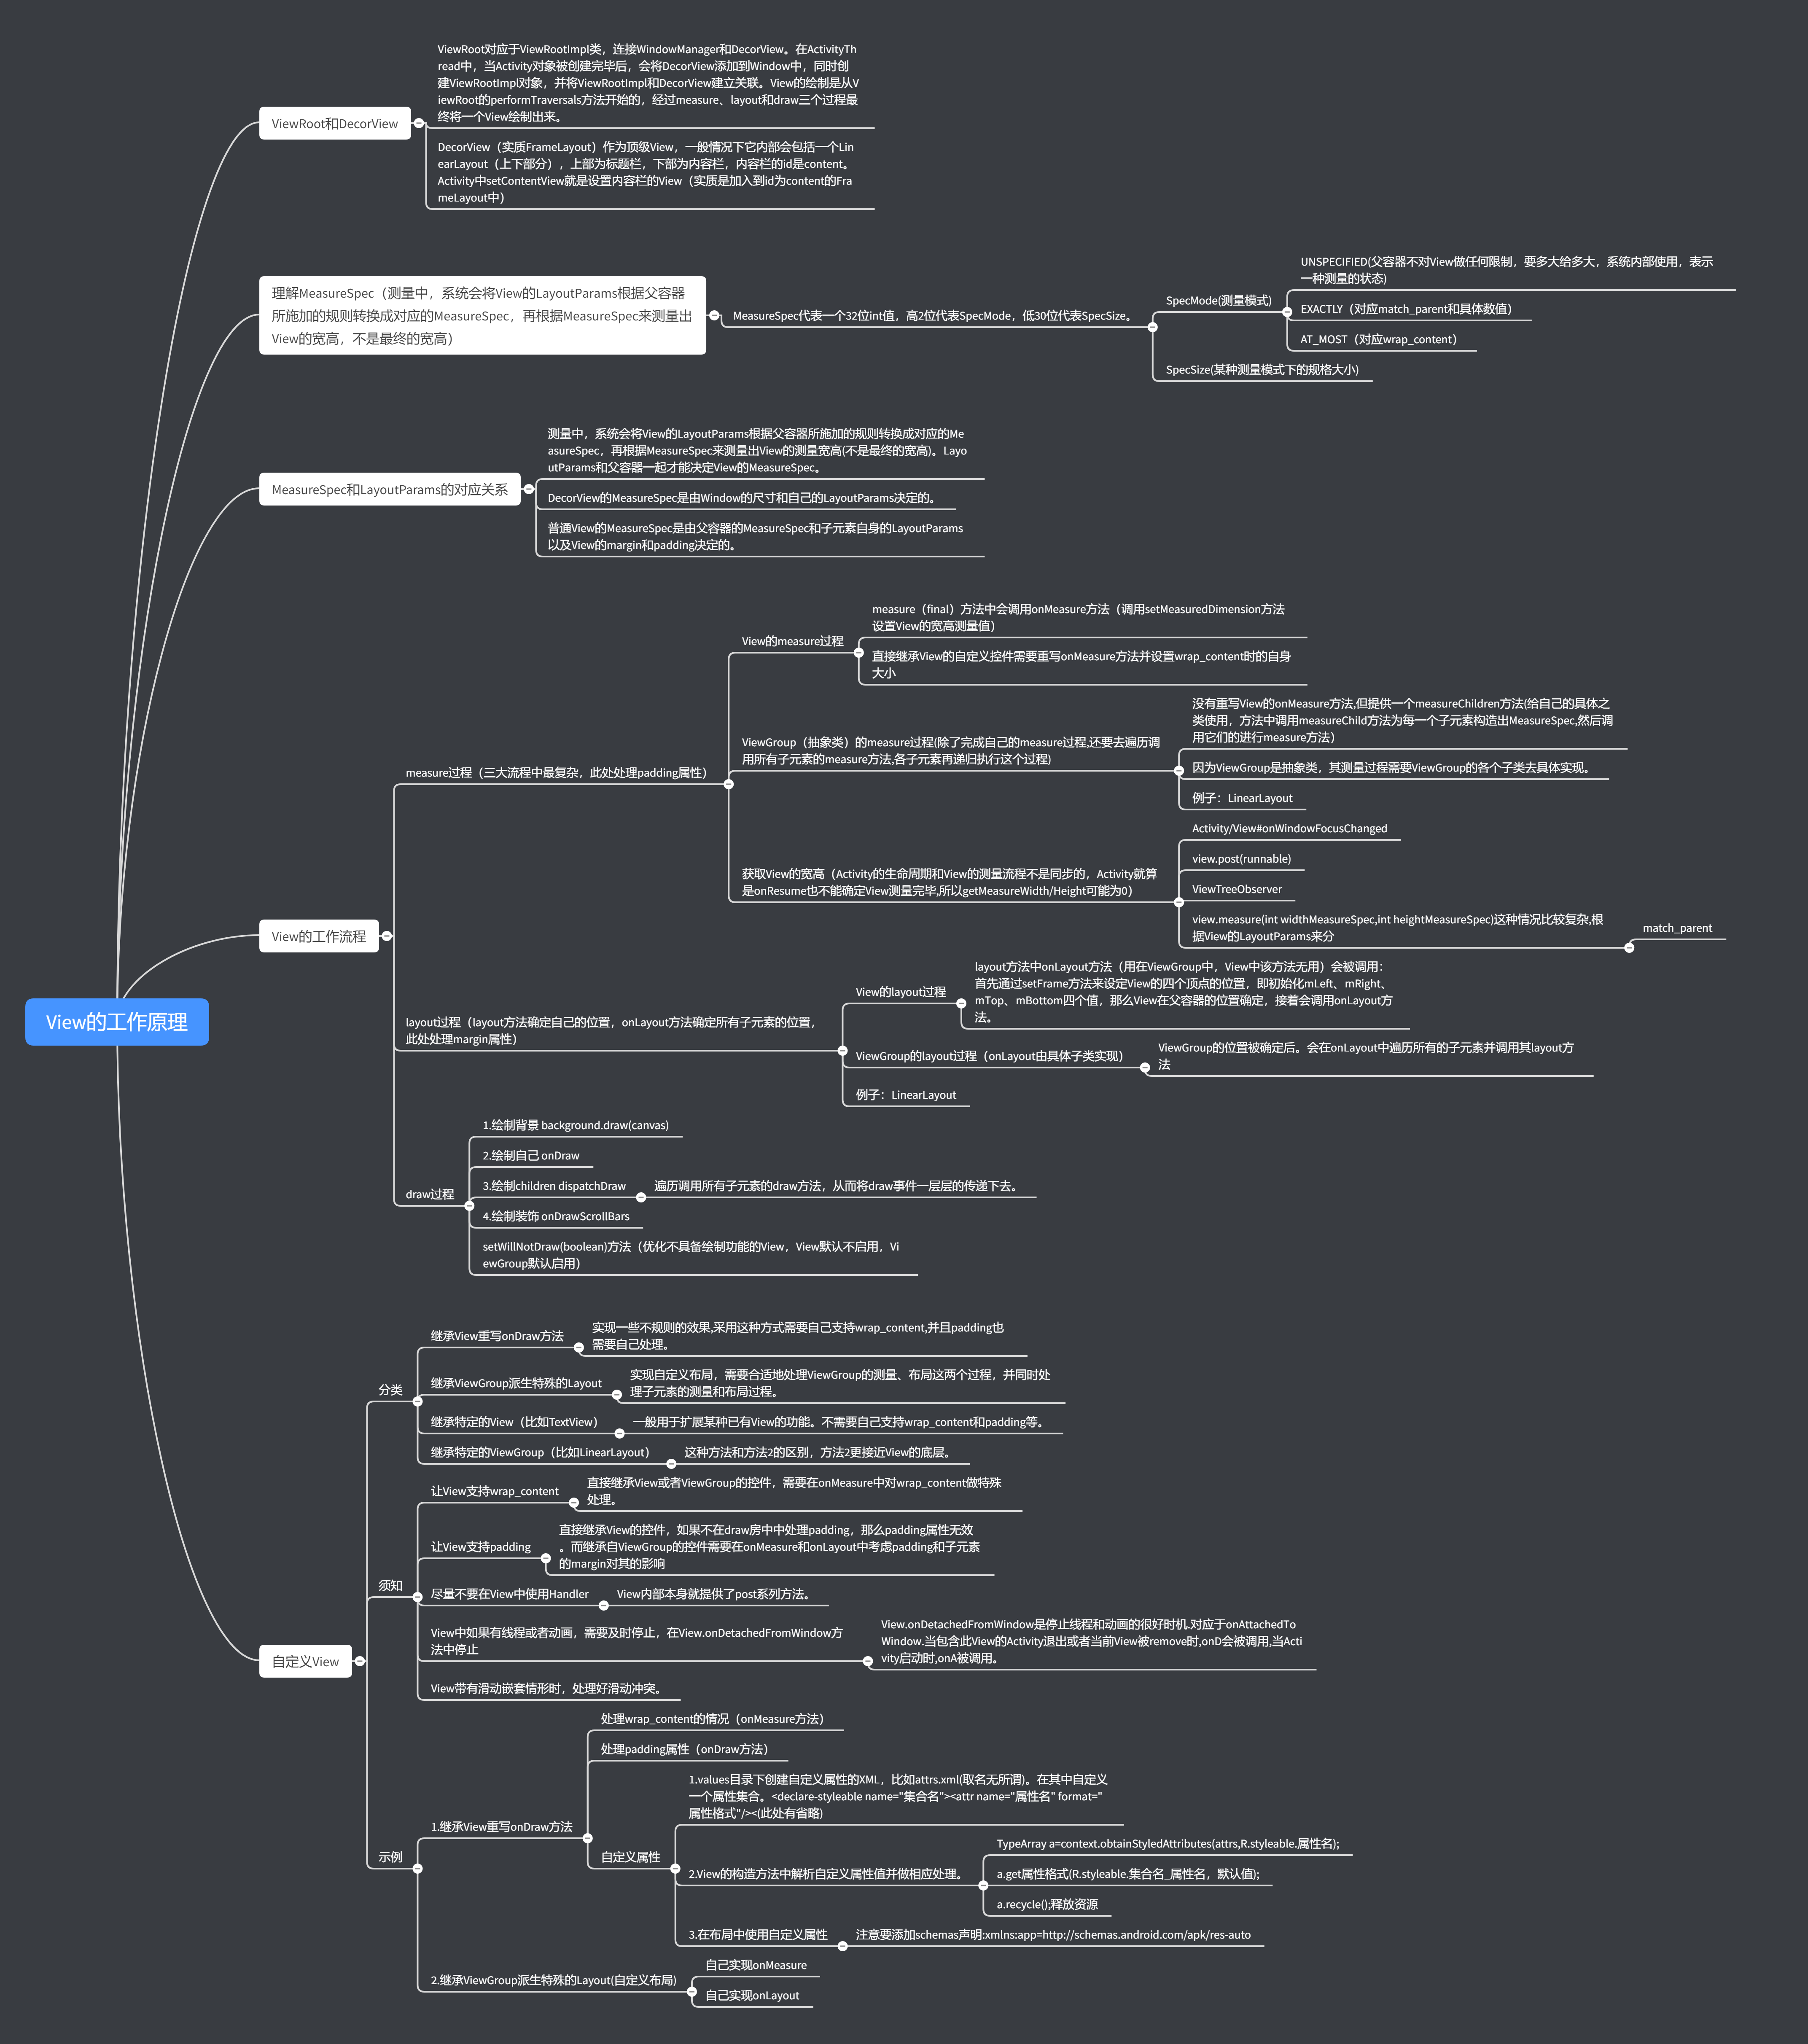 View的工作原理
ViewRoot和DecorView
ViewRoot对应于ViewRootImpl类，连接WindowManager和DecorView。在ActivityTh
read中，当Activity对象被创建完毕后，会将DecorView添加到Window中，同时创
建ViewRootImpl对象，并将ViewRootImpl和DecorView建立关联。View的绘制是从V
iewRoot的performTraversals方法开始的，经过measure、layout和draw三个过程最
终将一个View绘制出来。
DecorView（实质FrameLayout）作为顶级View，一般情况下它内部会包括一个Lin
earLayout（上下部分），上部为标题栏，下部为内容栏，内容栏的id是content。
Activity中setContentView就是设置内容栏的View（实质是加入到id为content的Fra
meLayout中）
理解MeasureSpec（测量中，系统会将View的LayoutParams根据父容器
所施加的规则转换成对应的MeasureSpec，再根据MeasureSpec来测量出
View的宽高，不是最终的宽高）
MeasureSpec代表一个32位int值，高2位代表SpecMode，低30位代表SpecSize。
SpecMode(测量模式)
UNSPECIFIED(父容器不对View做任何限制，要多大给多大，系统内部使用，表示
一种测量的状态)
EXACTLY（对应match_parent和具体数值）
AT_MOST（对应wrap_content）
SpecSize(某种测量模式下的规格大小)
MeasureSpec和LayoutParams的对应关系
测量中，系统会将View的LayoutParams根据父容器所施加的规则转换成对应的Me
asureSpec，再根据MeasureSpec来测量出View的测量宽高(不是最终的宽高)。Layo
utParams和父容器一起才能决定View的MeasureSpec。
DecorView的MeasureSpec是由Window的尺寸和自己的LayoutParams决定的。
普通View的MeasureSpec是由父容器的MeasureSpec和子元素自身的LayoutParams
以及View的margin和padding决定的。
View的工作流程
measure过程（三大流程中最复杂，此处处理padding属性）
View的measure过程
measure（final）方法中会调用onMeasure方法（调用setMeasuredDimension方法
设置View的宽高测量值）
直接继承View的自定义控件需要重写onMeasure方法并设置wrap_content时的自身
大小
ViewGroup（抽象类）的measure过程(除了完成自己的measure过程,还要去遍历调
用所有子元素的measure方法,各子元素再递归执行这个过程)
没有重写View的onMeasure方法,但提供一个measureChildren方法(给自己的具体之
类使用，方法中调用measureChild方法为每一个子元素构造出MeasureSpec,然后调
用它们的进行measure方法）
因为ViewGroup是抽象类，其测量过程需要ViewGroup的各个子类去具体实现。
例子：LinearLayout
获取View的宽高（Activity的生命周期和View的测量流程不是同步的，Activity就算
是onResume也不能确定View测量完毕,所以getMeasureWidth/Height可能为0）
Activity/View#onWindowFocusChanged
view.post(runnable)
ViewTreeObserver
view.measure(int widthMeasureSpec,int heightMeasureSpec)这种情况比较复杂,根
据View的LayoutParams来分
match_parent
layout过程（layout方法确定自己的位置，onLayout方法确定所有子元素的位置，
此处处理margin属性）
View的layout过程
layout方法中onLayout方法（用在ViewGroup中，View中该方法无用）会被调用：
首先通过setFrame方法来设定View的四个顶点的位置，即初始化mLeft、mRight、
mTop、mBottom四个值，那么View在父容器的位置确定，接着会调用onLayout方
法。
ViewGroup的layout过程（onLayout由具体子类实现）
ViewGroup的位置被确定后。会在onLayout中遍历所有的子元素并调用其layout方
法
例子：LinearLayout
draw过程
1.绘制背景 background.draw(canvas)
2.绘制自己 onDraw
3.绘制children dispatchDraw
遍历调用所有子元素的draw方法，从而将draw事件一层层的传递下去。
4.绘制装饰 onDrawScrollBars
setWillNotDraw(boolean)方法（优化不具备绘制功能的View，View默认不启用，Vi
ewGroup默认启用）
自定义View
分类
继承View重写onDraw方法
实现一些不规则的效果,采用这种方式需要自己支持wrap_content,并且padding也
需要自己处理。
继承ViewGroup派生特殊的Layout
实现自定义布局，需要合适地处理ViewGroup的测量、布局这两个过程，并同时处
理子元素的测量和布局过程。
继承特定的View（比如TextView）
一般用于扩展某种已有View的功能。不需要自己支持wrap_content和padding等。
继承特定的ViewGroup（比如LinearLayout）
这种方法和方法2的区别，方法2更接近View的底层。
须知
让View支持wrap_content
直接继承View或者ViewGroup的控件，需要在onMeasure中对wrap_content做特殊
处理。
让View支持padding
直接继承View的控件，如果不在draw房中中处理padding，那么padding属性无效
。而继承自ViewGroup的控件需要在onMeasure和onLayout中考虑padding和子元素
的margin对其的影响
尽量不要在View中使用Handler
View内部本身就提供了post系列方法。
View中如果有线程或者动画，需要及时停止，在View.onDetachedFromWindow方
法中停止
View.onDetachedFromWindow是停止线程和动画的很好时机.对应于onAttachedTo
Window.当包含此View的Activity退出或者当前View被remove时,onD会被调用,当Acti
vity启动时,onA被调用。
View带有滑动嵌套情形时，处理好滑动冲突。
示例
1.继承View重写onDraw方法
处理wrap_content的情况（onMeasure方法）
处理padding属性（onDraw方法）
自定义属性
1.values目录下创建自定义属性的XML，比如attrs.xml(取名无所谓)。在其中自定义
一个属性集合。<declare-styleable name="集合名"><attr name="属性名" format="
属性格式"/><(此处有省略)
2.View的构造方法中解析自定义属性值并做相应处理。
TypeArray a=context.obtainStyledAttributes(attrs,R.styleable.属性名);
a.get属性格式(R.styleable.集合名_属性名，默认值);
a.recycle();释放资源
3.在布局中使用自定义属性
注意要添加schemas声明:xmlns:app=http://schemas.android.com/apk/res-auto
2.继承ViewGroup派生特殊的Layout(自定义布局)
自己实现onMeasure
自己实现onLayout